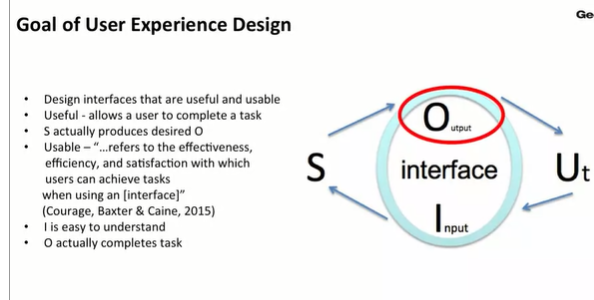 Goal of User Experience Design
Ge
• Design interfaces that are useful and usable
• Useful - allows a user to complete a task
• S actually produces desired O
• Usable – "...refers to the effectiveness,
efficiency, and satisfaction with which
users can achieve tasks
when using an [interface]"
(Courage, Baxter & Caine, 2015)
• I is easy to understand
• O actually completes task
Output
S
interface
Ut
Input